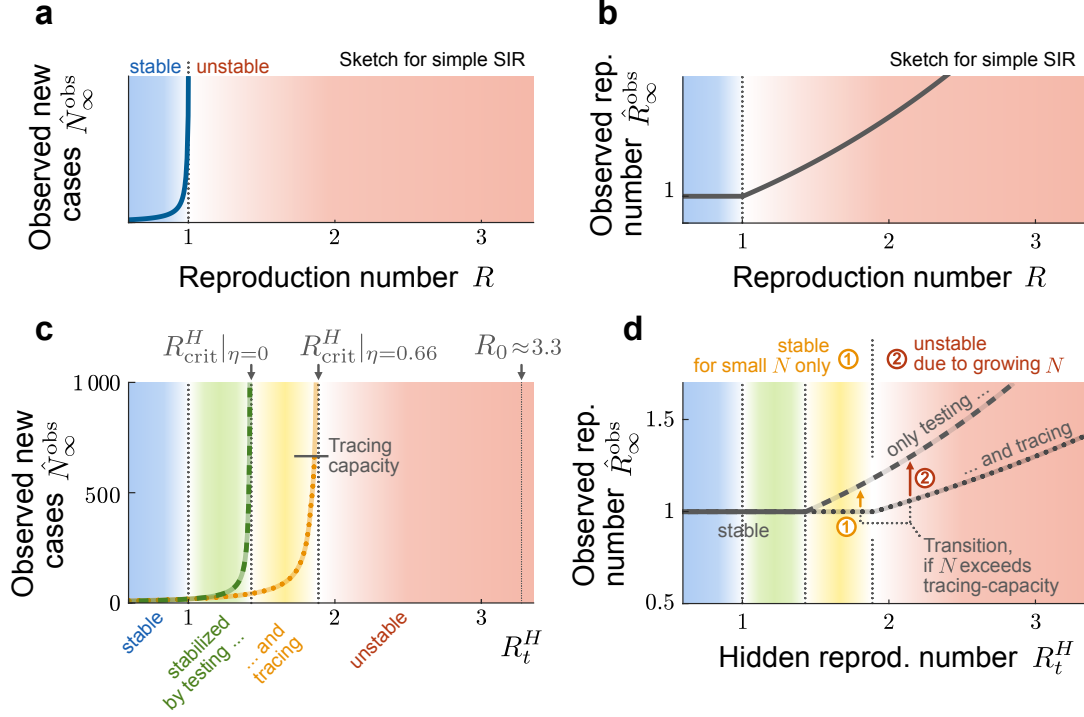 a
Sketch for simple SIR
stable
unstable
Observed new
cases N̂∞^obs
1
2
3
Reproduction number R
b
Sketch for simple SIR
Observed rep.
number R̂∞^obs
1
1
2
3
Reproduction number R
c
R_crit^H|η=0
R_crit^H|η=0.66
R₀≈3.3
Observed new
cases N̂∞^obs
1 000
500
0
Tracing
capacity
1
2
3
R_t^H
stable
stabilized
by testing ...
... and
tracing
unstable
d
stable
for small N only ①
② unstable
due to growing N
Observed rep.
number R̂∞^obs
1.5
1
0.5
only testing ...
... and tracing
②
①
stable
Transition,
if N exceeds
tracing-capacity
1
2
3
Hidden reprod. number R_t^H